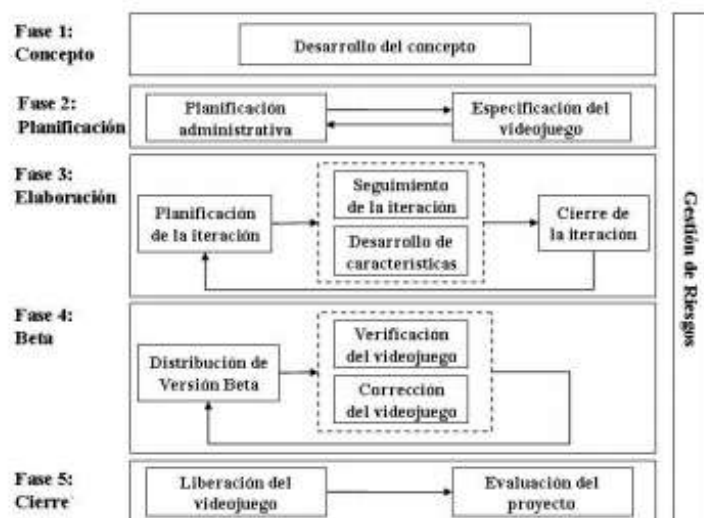 Fase 1:
Concepto
Desarrollo del concepto
Fase 2:
Planificación
Planificación
administrativa
Especificación del
videojuego
Fase 3:
Elaboración
Planificación
de la iteración
Seguimiento
de la iteración
Desarrollo de
características
Cierre de
la iteración
Fase 4:
Beta
Distribución de
Versión Beta
Verificación
del videojuego
Corrección
del videojuego
Fase 5:
Cierre
Liberación del
videojuego
Evaluación del
proyecto
Gestión de Riesgos